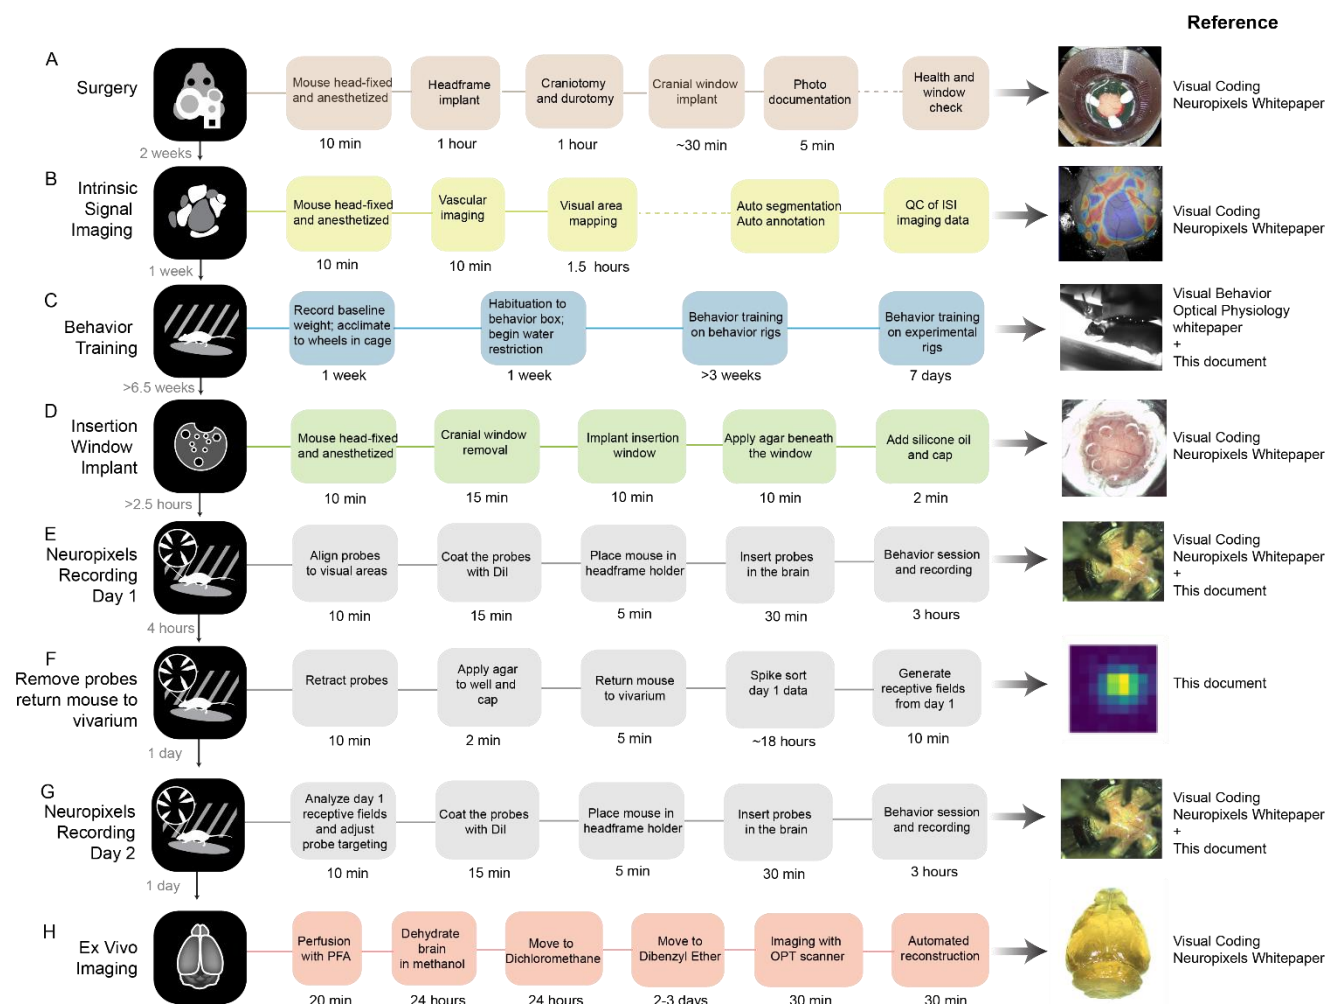 Reference
A
Surgery
Mouse head-fixed
and anesthetized
10 min
Headframe
implant
1 hour
Craniotomy
and durotomy
1 hour
Cranial window
implant
~30 min
Photo
documentation
5 min
Health and
window
check
Visual Coding
Neuropixels Whitepaper
2 weeks
B
Intrinsic
Signal
Imaging
Mouse head-fixed
and anesthetized
10 min
Vascular
imaging
10 min
Visual area
mapping
1.5 hours
Auto segmentation
Auto annotation
QC of ISI
imaging data
Visual Coding
Neuropixels Whitepaper
1 week
C
Behavior
Training
Record baseline
weight; acclimate
to wheels in cage
1 week
Habituation to
behavior box;
begin water
restriction
1 week
Behavior training
on behavior rigs
>3 weeks
Behavior training
on experimental
rigs
7 days
Visual Behavior
Optical Physiology
whitepaper
+
This document
>6.5 weeks
D
Insertion
Window
Implant
Mouse head-fixed
and anesthetized
10 min
Cranial window
removal
15 min
Implant insertion
window
10 min
Apply agar beneath
the window
10 min
Add silicone oil
and cap
2 min
Visual Coding
Neuropixels Whitepaper
>2.5 hours
E
Neuropixels
Recording
Day 1
Align probes
to visual areas
10 min
Coat the probes
with DiI
15 min
Place mouse in
headframe holder
5 min
Insert probes
in the brain
30 min
Behavior session
and recording
3 hours
Visual Coding
Neuropixels Whitepaper
+
This document
4 hours
F
Remove probes
return mouse to
vivarium
Retract probes
10 min
Apply agar
to well and
cap
2 min
Return mouse
to vivarium
5 min
Spike sort
day 1 data
~18 hours
Generate
receptive fields
from day 1
10 min
This document
1 day
G
Neuropixels
Recording
Day 2
Analyze day 1
receptive fields
and adjust
probe targeting
10 min
Coat the probes
with DiI
15 min
Place mouse in
headframe holder
5 min
Insert probes
in the brain
30 min
Behavior session
and recording
3 hours
Visual Coding
Neuropixels Whitepaper
+
This document
1 day
H
Ex Vivo
Imaging
Perfusion
with PFA
20 min
Dehydrate
brain
in methanol
24 hours
Move to
Dichloromethane
24 hours
Move to
Dibenzyl Ether
2-3 days
Imaging with
OPT scanner
30 min
Automated
reconstruction
30 min
Visual Coding
Neuropixels Whitepaper